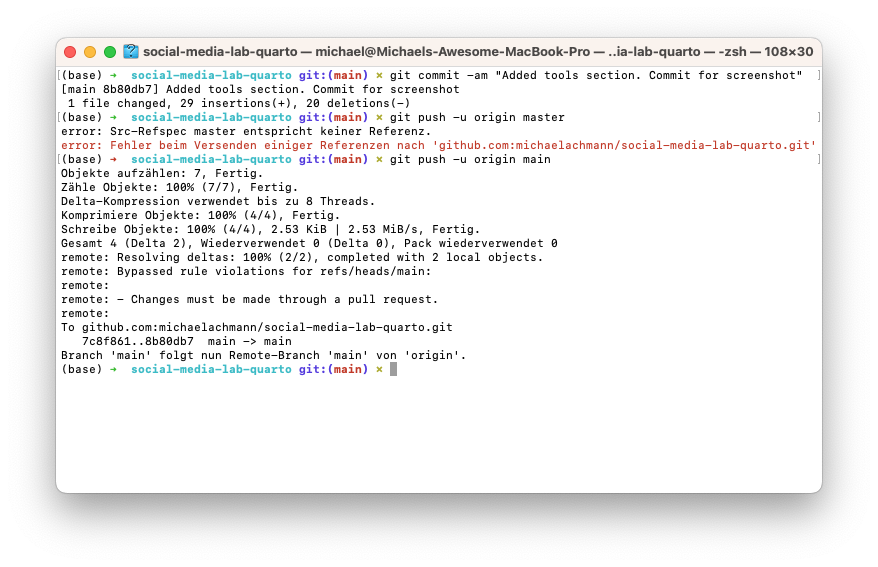 social-media-lab-quarto — michael@Michaels-Awesome-MacBook-Pro — ..ia-lab-quarto — -zsh — 108×30
[(base) ➜  social-media-lab-quarto git:(main) × git commit -am "Added tools section. Commit for screenshot" ]
[main 8b80db7] Added tools section. Commit for screenshot
 1 file changed, 29 insertions(+), 20 deletions(-)
[(base) ➜  social-media-lab-quarto git:(main) × git push -u origin master ]
error: Src-Refspec master entspricht keiner Referenz.
error: Fehler beim Versenden einiger Referenzen nach 'github.com:michaelachmann/social-media-lab-quarto.git'
[(base) ➜  social-media-lab-quarto git:(main) × git push -u origin main ]
Objekte aufzählen: 7, Fertig.
Zähle Objekte: 100% (7/7), Fertig.
Delta-Kompression verwendet bis zu 8 Threads.
Komprimiere Objekte: 100% (4/4), Fertig.
Schreibe Objekte: 100% (4/4), 2.53 KiB | 2.53 MiB/s, Fertig.
Gesamt 4 (Delta 2), Wiederverwendet 0 (Delta 0), Pack wiederverwendet 0
remote: Resolving deltas: 100% (2/2), completed with 2 local objects.
remote: Bypassed rule violations for refs/heads/main:
remote:
remote: - Changes must be made through a pull request.
remote:
To github.com:michaelachmann/social-media-lab-quarto.git
   7c8f861..8b80db7  main -> main
Branch 'main' folgt nun Remote-Branch 'main' von 'origin'.
(base) ➜  social-media-lab-quarto git:(main) ×